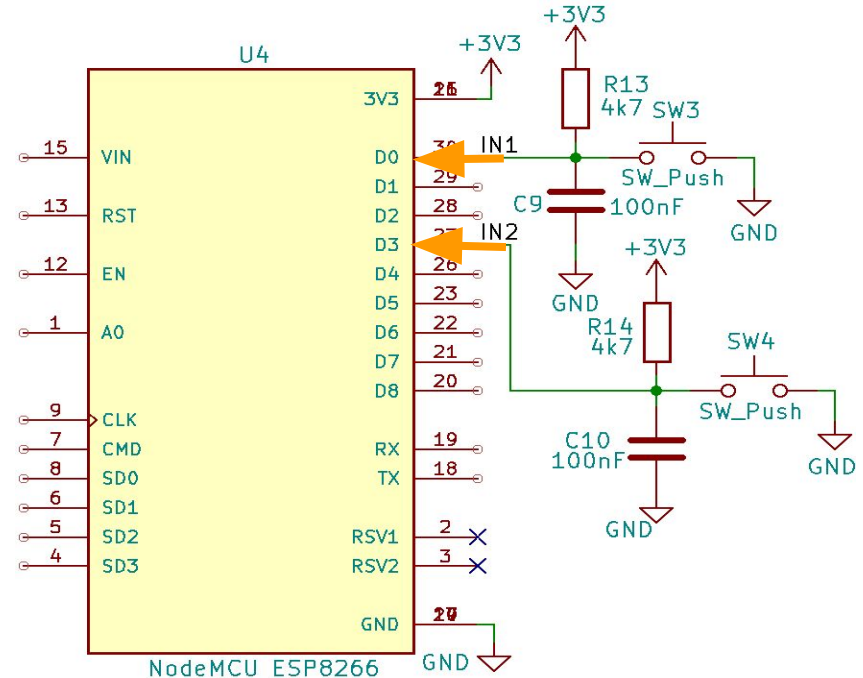 +3V3
U4
+3V3
R13
4k7
SW3
3V3
15
VIN
D0
IN1
SW_Push
D1
29
C9
100nF
13
RST
D2
28
GND
D3
IN2
+3V3
12
EN
D4
26
D5
23
GND
1
A0
D6
22
R14
4k7
SW4
D7
21
D8
20
SW_Push
9
CLK
7
CMD
RX
19
C10
100nF
8
SD0
TX
18
GND
6
SD1
5
SD2
RSV1
2
GND
4
SD3
RSV2
3
GND
NodeMCU ESP8266
GND